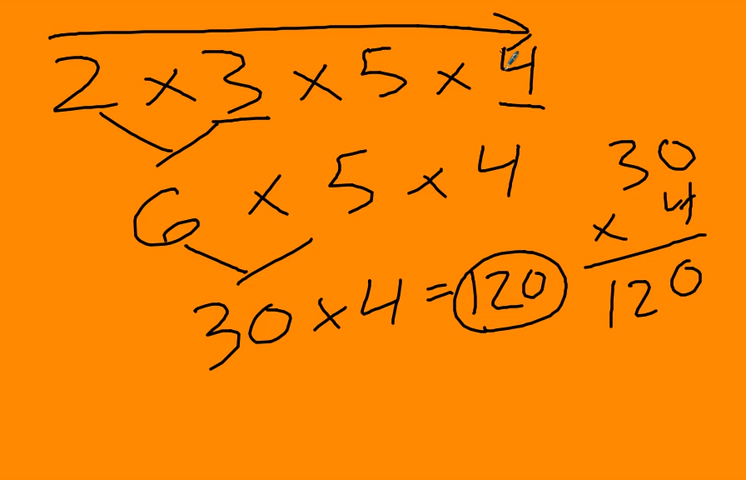 2 x 3 x 5 x 4
6 x 5 x 4
30 x 4 = 120
30
x 4
120